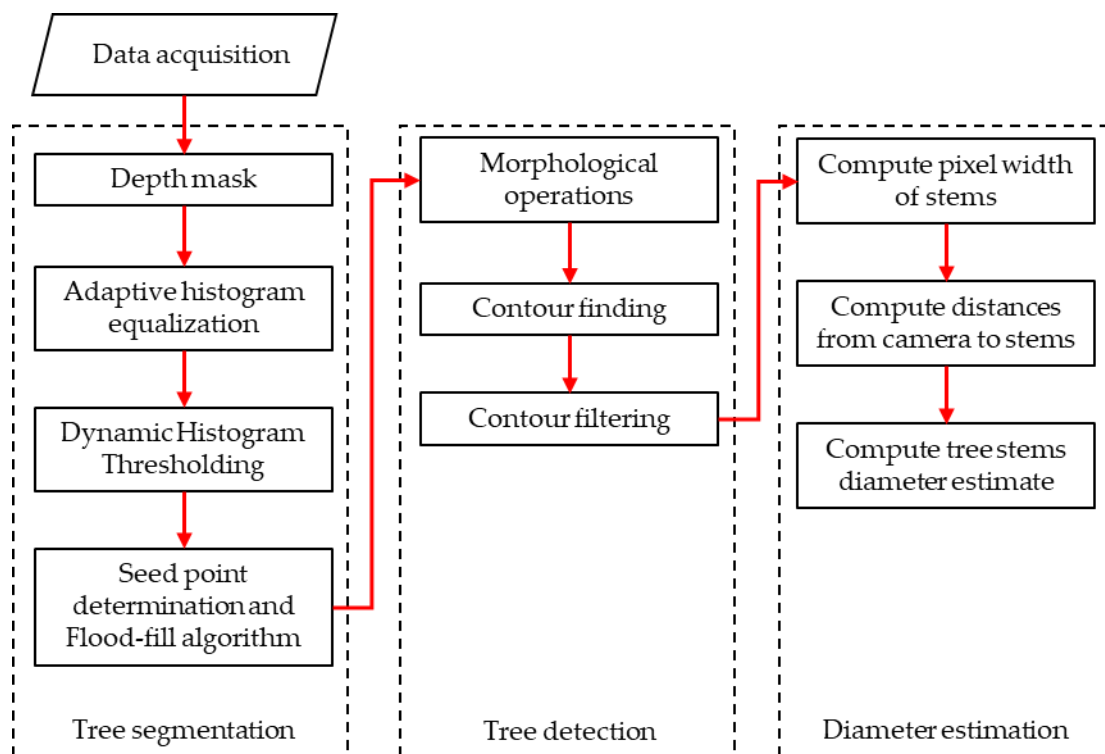 Data acquisition
Depth mask
Adaptive histogram
equalization
Dynamic Histogram
Thresholding
Seed point
determination and
Flood-fill algorithm
Tree segmentation
Morphological
operations
Contour finding
Contour filtering
Tree detection
Compute pixel width
of stems
Compute distances
from camera to stems
Compute tree stems
diameter estimate
Diameter estimation